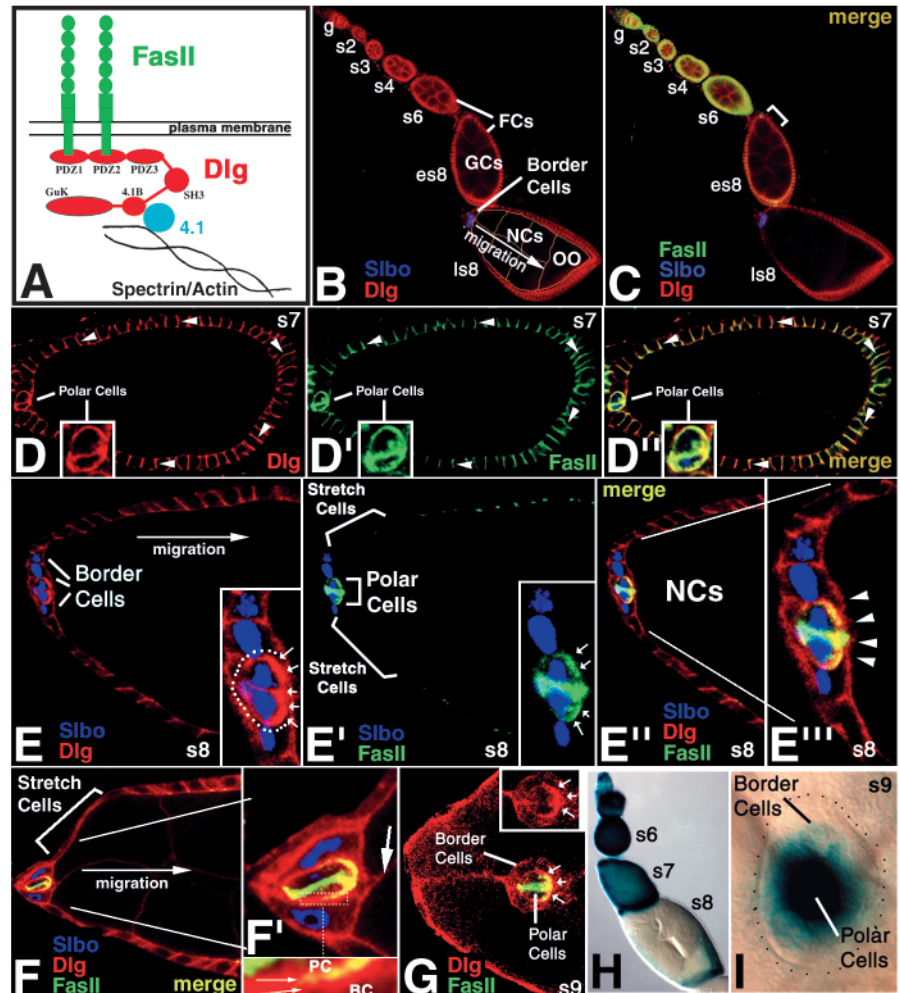 FasII
plasma membrane
PDZ1 PDZ2 PDZ3
Dlg
GuK
4.1B
SH3
4.1
Spectrin/Actin
A
g
s2
s3
s4
s6
FCs
GCs
es8
Border
Cells
NCs
migration
OO
ls8
Slbo
Dlg
B
merge
g
s2
s3
s4
s6
es8
ls8
FasII
Slbo
Dlg
C
s7
Polar Cells
D
Dlg
s7
Polar Cells
D'
FasII
s7
Polar Cells
D"
merge
migration
Border
Cells
Slbo
Dlg
E
s8
Stretch
Cells
Polar
Cells
Stretch
Cells
Slbo
FasII
E'
s8
merge
NCs
Slbo
Dlg
FasII
E"
s8
E'''
s8
Stretch
Cells
migration
Slbo
Dlg
FasII
F
merge
F'
PC
BC
Border
Cells
Polar
Cells
Dlg
FasII
G
s9
s6
s7
s8
H
Border
Cells
s9
Polar
Cells
I